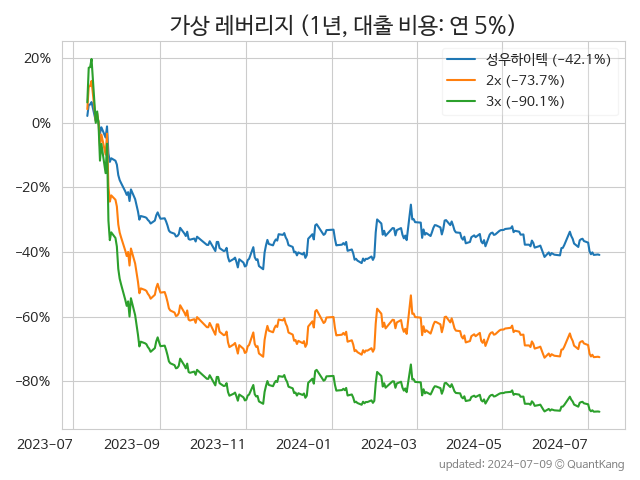 가상 레버리지 (1년, 대출 비용: 연 5%)
성우하이텍 (−42.1%)
2x (−73.7%)
3x (−90.1%)
20%
0%
−20%
−40%
−60%
−80%
2023-07 2023-09 2023-11 2024-01 2024-03 2024-05 2024-07
updated: 2024-07-09 © QuantKang